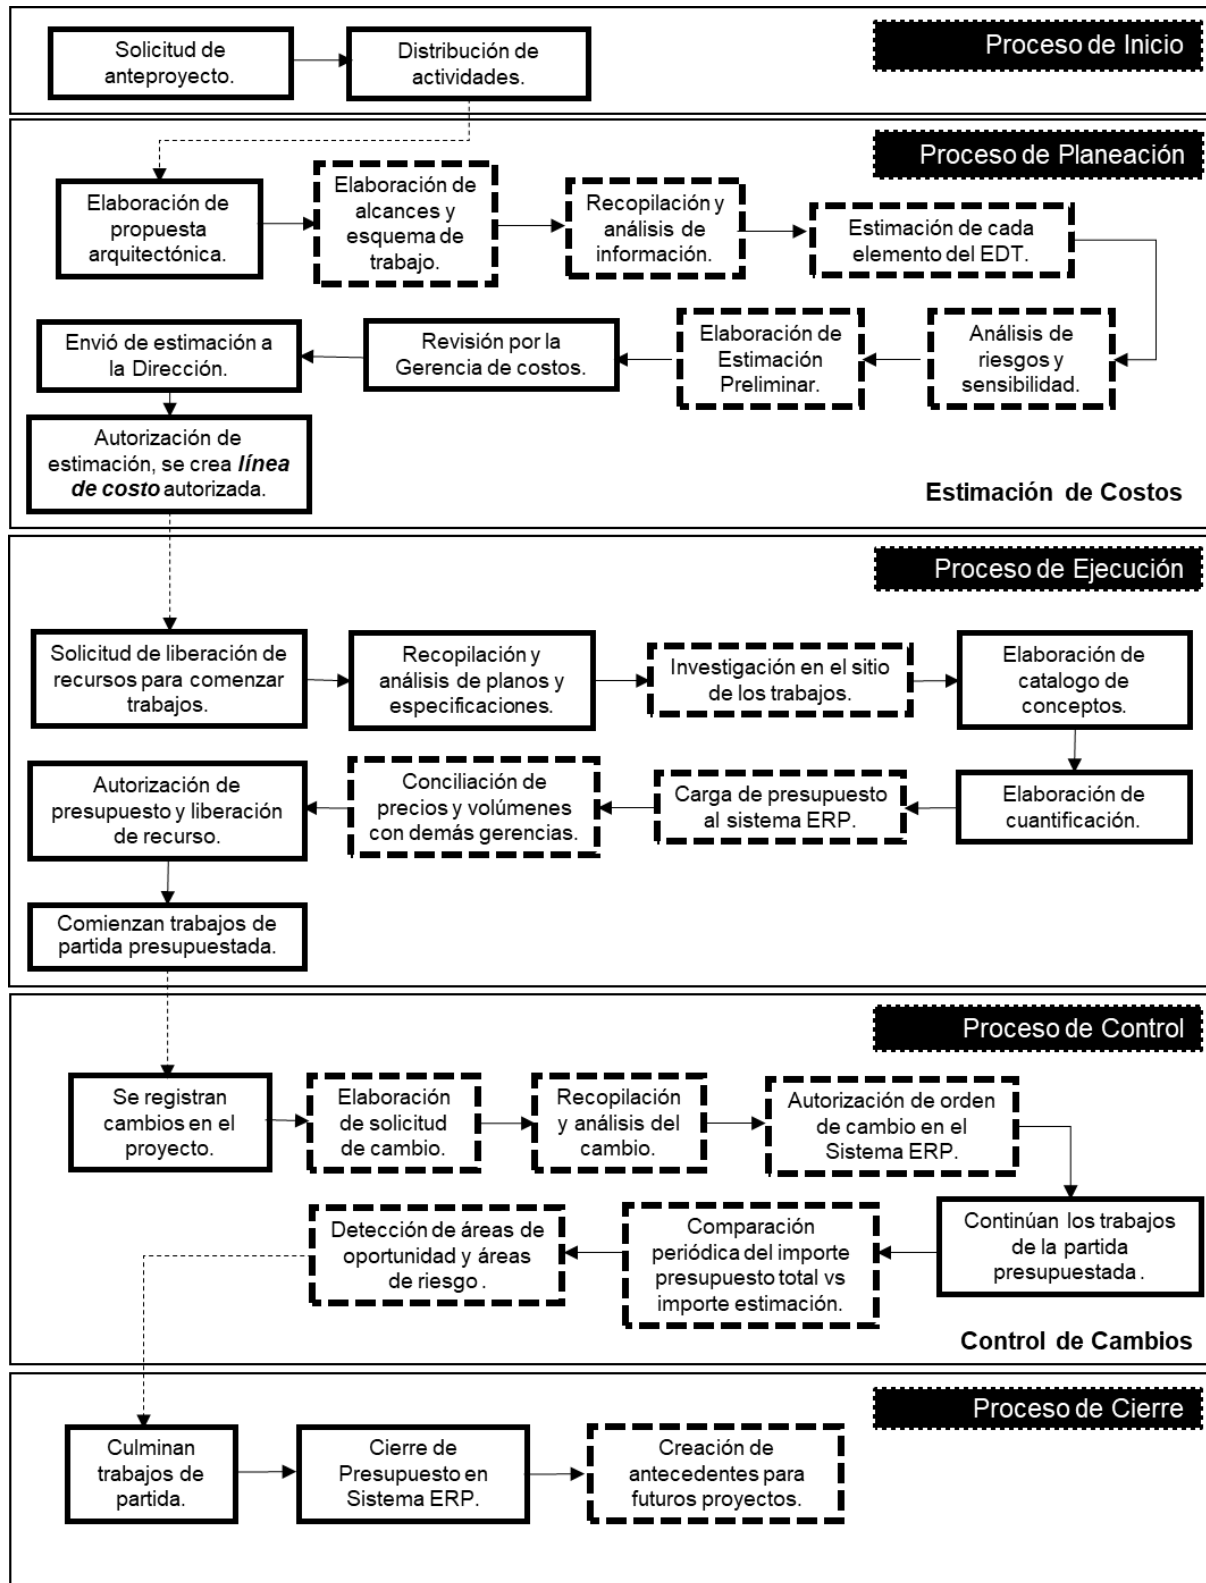 Proceso de Inicio
Solicitud de
anteproyecto.
Distribución de
actividades.
Proceso de Planeación
Elaboración de
propuesta
arquitectónica.
Elaboración de
alcances y
esquema de
trabajo.
Recopilación y
análisis de
información.
Estimación de cada
elemento del EDT.
Análisis de
riesgos y
sensibilidad.
Elaboración de
Estimación
Preliminar.
Revisión por la
Gerencia de costos.
Envió de estimación a
la Dirección.
Autorización de
estimación, se crea línea
de costo autorizada.
Estimación de Costos
Proceso de Ejecución
Solicitud de liberación de
recursos para comenzar
trabajos.
Recopilación y
análisis de planos y
especificaciones.
Investigación en el sitio
de los trabajos.
Elaboración de
catalogo de
conceptos.
Elaboración de
cuantificación.
Carga de presupuesto
al sistema ERP.
Conciliación de
precios y volúmenes
con demás gerencias.
Autorización de
presupuesto y liberación
de recurso.
Comienzan trabajos de
partida presupuestada.
Proceso de Control
Se registran
cambios en el
proyecto.
Elaboración
de solicitud
de cambio.
Recopilación
y análisis del
cambio.
Autorización de orden
de cambio en el
Sistema ERP.
Continúan los trabajos
de la partida
presupuestada.
Comparación
periódica del importe
presupuesto total vs
importe estimación.
Detección de áreas de
oportunidad y áreas
de riesgo .
Control de Cambios
Proceso de Cierre
Culminan
trabajos de
partida.
Cierre de
Presupuesto en
Sistema ERP.
Creación de
antecedentes para
futuros proyectos.